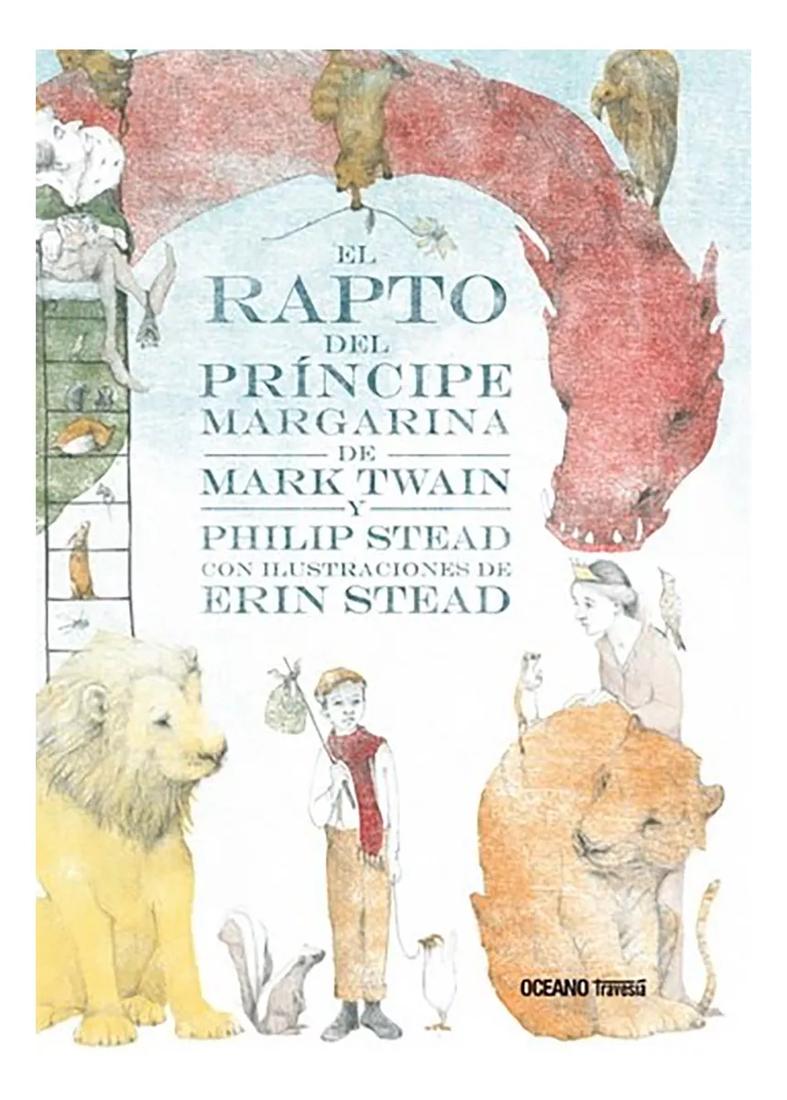 EL
RAPTO
DEL
PRÍNCIPE
MARGARINA
DE
MARK TWAIN
Y
PHILIP STEAD
CON ILUSTRACIONES DE
ERIN STEAD
OCEANO Travesía